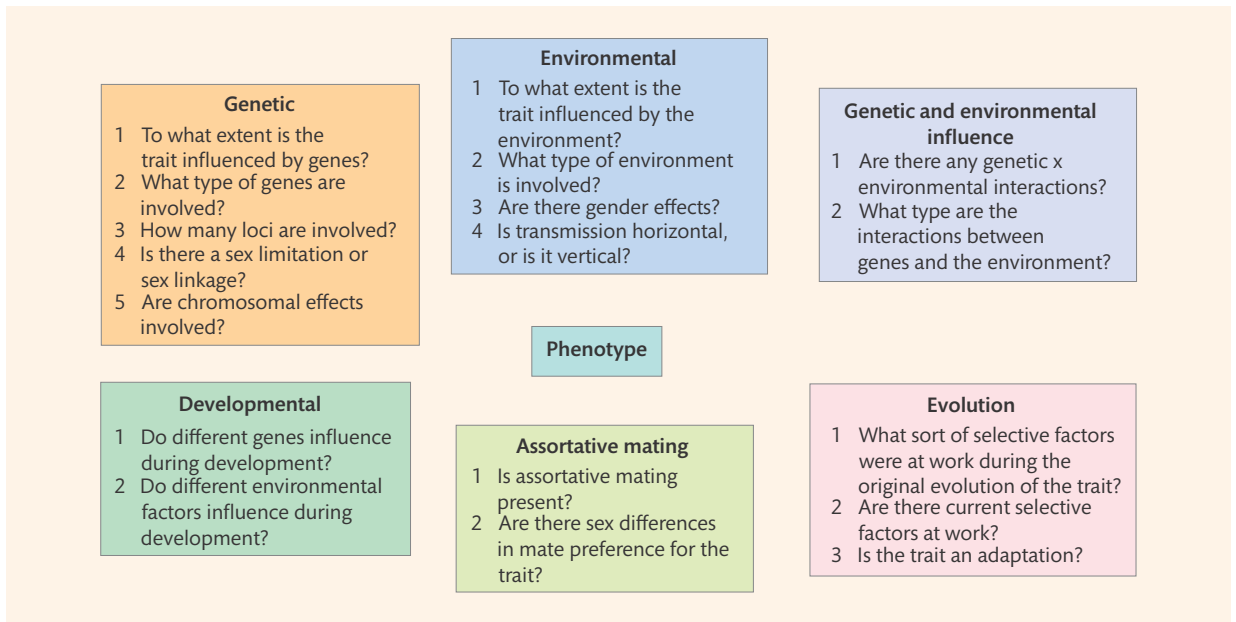 Genetic
1 To what extent is the
trait influenced by genes?
2 What type of genes are
involved?
3 How many loci are involved?
4 Is there a sex limitation or
sex linkage?
5 Are chromosomal effects
involved?
Environmental
1 To what extent is the
trait influenced by the
environment?
2 What type of environment
is involved?
3 Are there gender effects?
4 Is transmission horizontal,
or is it vertical?
Genetic and environmental
influence
1 Are there any genetic x
environmental interactions?
2 What type are the
interactions between
genes and the environment?
Phenotype
Developmental
1 Do different genes influence
during development?
2 Do different environmental
factors influence during
development?
Assortative mating
1 Is assortative mating
present?
2 Are there sex differences
in mate preference for the
trait?
Evolution
1 What sort of selective factors
were at work during the
original evolution of the trait?
2 Are there current selective
factors at work?
3 Is the trait an adaptation?